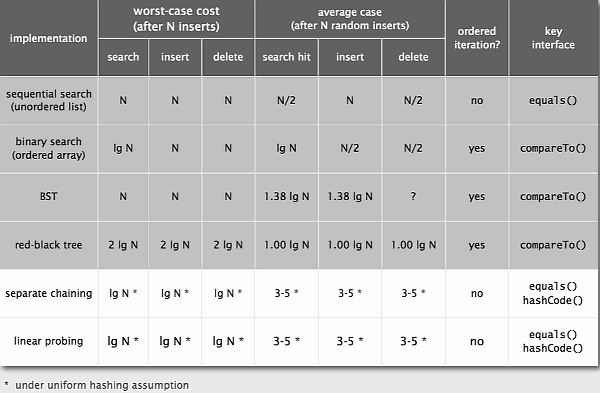 implementation
worst-case cost
(after N inserts)
average case
(after N random inserts)
ordered
iteration?
key
interface
search
insert
delete
search hit
insert
delete
sequential search
(unordered list)
N
N
N
N/2
N
N/2
no
equals()
binary search
(ordered array)
lg N
N
N
lg N
N/2
N/2
yes
compareTo()
BST
N
N
N
1.38 lg N
1.38 lg N
?
yes
compareTo()
red-black tree
2 lg N
2 lg N
2 lg N
1.00 lg N
1.00 lg N
1.00 lg N
yes
compareTo()
separate chaining
lg N *
lg N *
lg N *
3-5 *
3-5 *
3-5 *
no
equals()
hashCode()
linear probing
lg N *
lg N *
lg N *
3-5 *
3-5 *
3-5 *
no
equals()
hashCode()
* under uniform hashing assumption